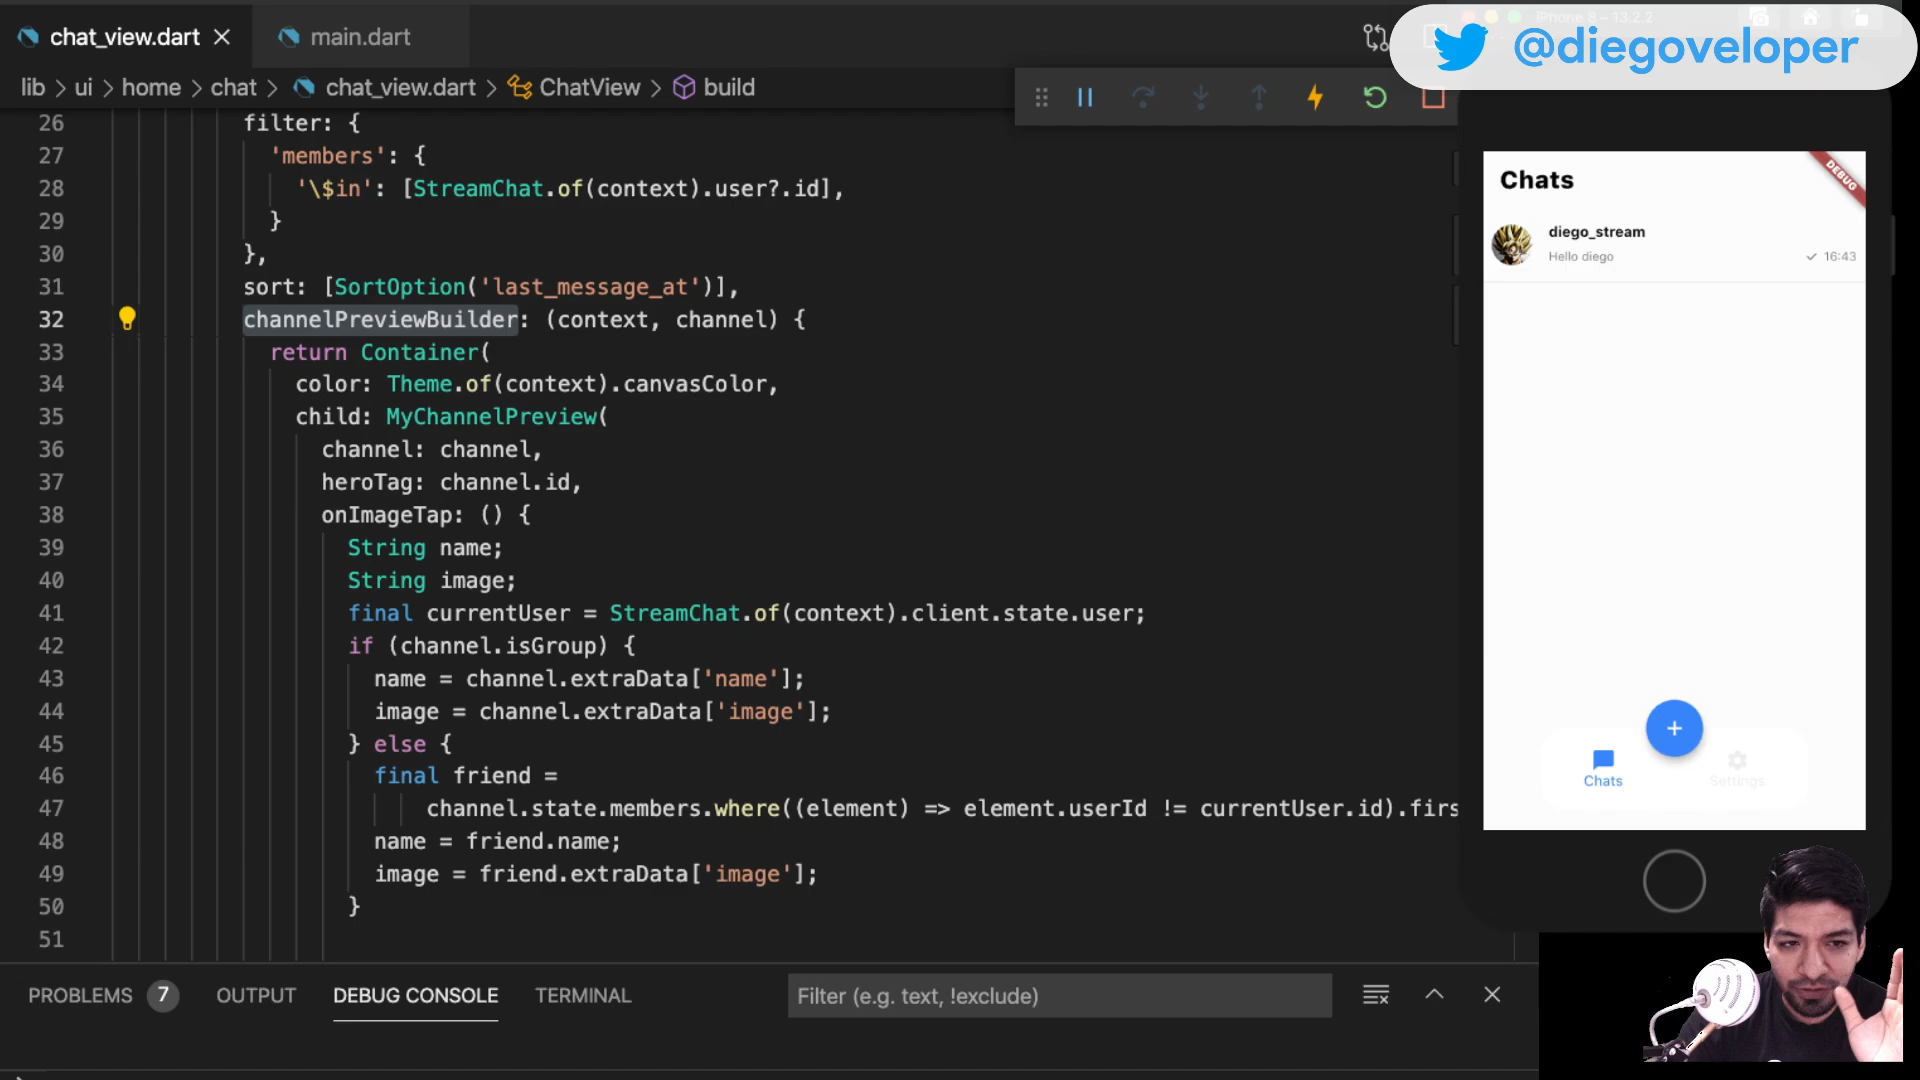 chat_view.dart
main.dart
iPhone 8 – 13.2.2
@diegoveloper
lib > ui > home > chat > chat_view.dart > ChatView > build
26 filter: {
27 'members': {
28 '\$in': [StreamChat.of(context).user?.id],
29 }
30 },
31 sort: [SortOption('last_message_at')],
32 channelPreviewBuilder: (context, channel) {
33 return Container(
34 color: Theme.of(context).canvasColor,
35 child: MyChannelPreview(
36 channel: channel,
37 heroTag: channel.id,
38 onImageTap: () {
39 String name;
40 String image;
41 final currentUser = StreamChat.of(context).client.state.user;
42 if (channel.isGroup) {
43 name = channel.extraData['name'];
44 image = channel.extraData['image'];
45 } else {
46 final friend =
47 channel.state.members.where((element) => element.userId != currentUser.id).firs
48 name = friend.name;
49 image = friend.extraData['image'];
50 }
51
Chats
DEBUG
diego_stream
Hello diego
16:43
+
Chats
Settings
PROBLEMS 7
OUTPUT
DEBUG CONSOLE
TERMINAL
Filter (e.g. text, !exclude)